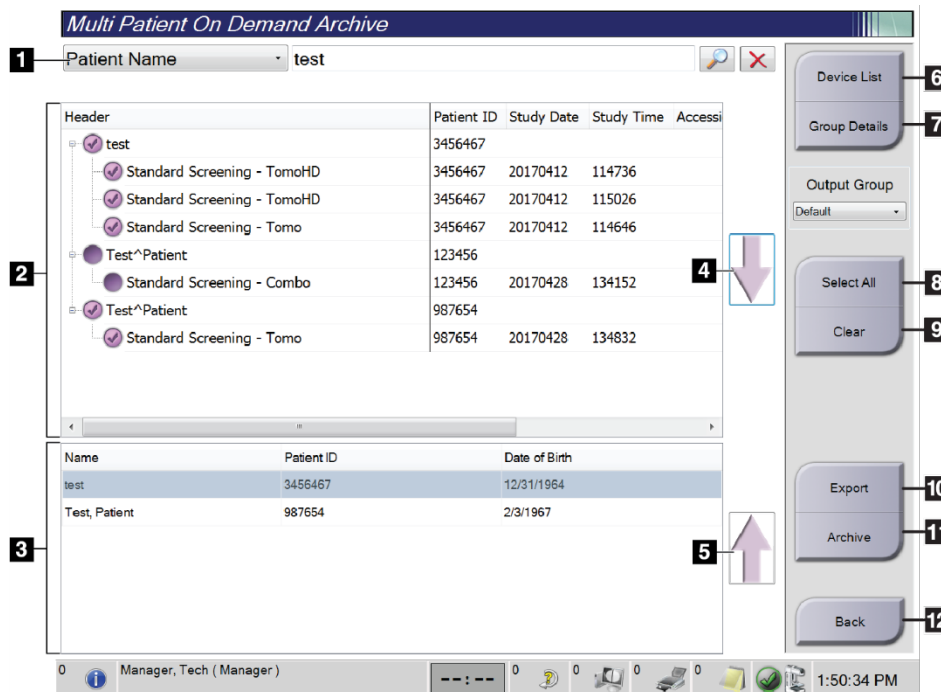 Multi Patient On Demand Archive
1 Patient Name test
Device List 6
Group Details 7
Output Group
Default
Header Patient ID Study Date Study Time Accessi
test 3456467
Standard Screening - TomoHD 3456467 20170412 114736
Standard Screening - TomoHD 3456467 20170412 115026
Standard Screening - Tomo 3456467 20170412 114646
Test^Patient 123456
2 Standard Screening - Combo 123456 20170428 134152
Test^Patient 987654
Standard Screening - Tomo 987654 20170428 134832
4
Select All 8
Clear 9
Name Patient ID Date of Birth
test 3456467 12/31/1964
Test, Patient 987654 2/3/1967
3
5
Export 10
Archive 11
Back 12
0 Manager, Tech ( Manager ) --:-- 0 0 0 0 1:50:34 PM